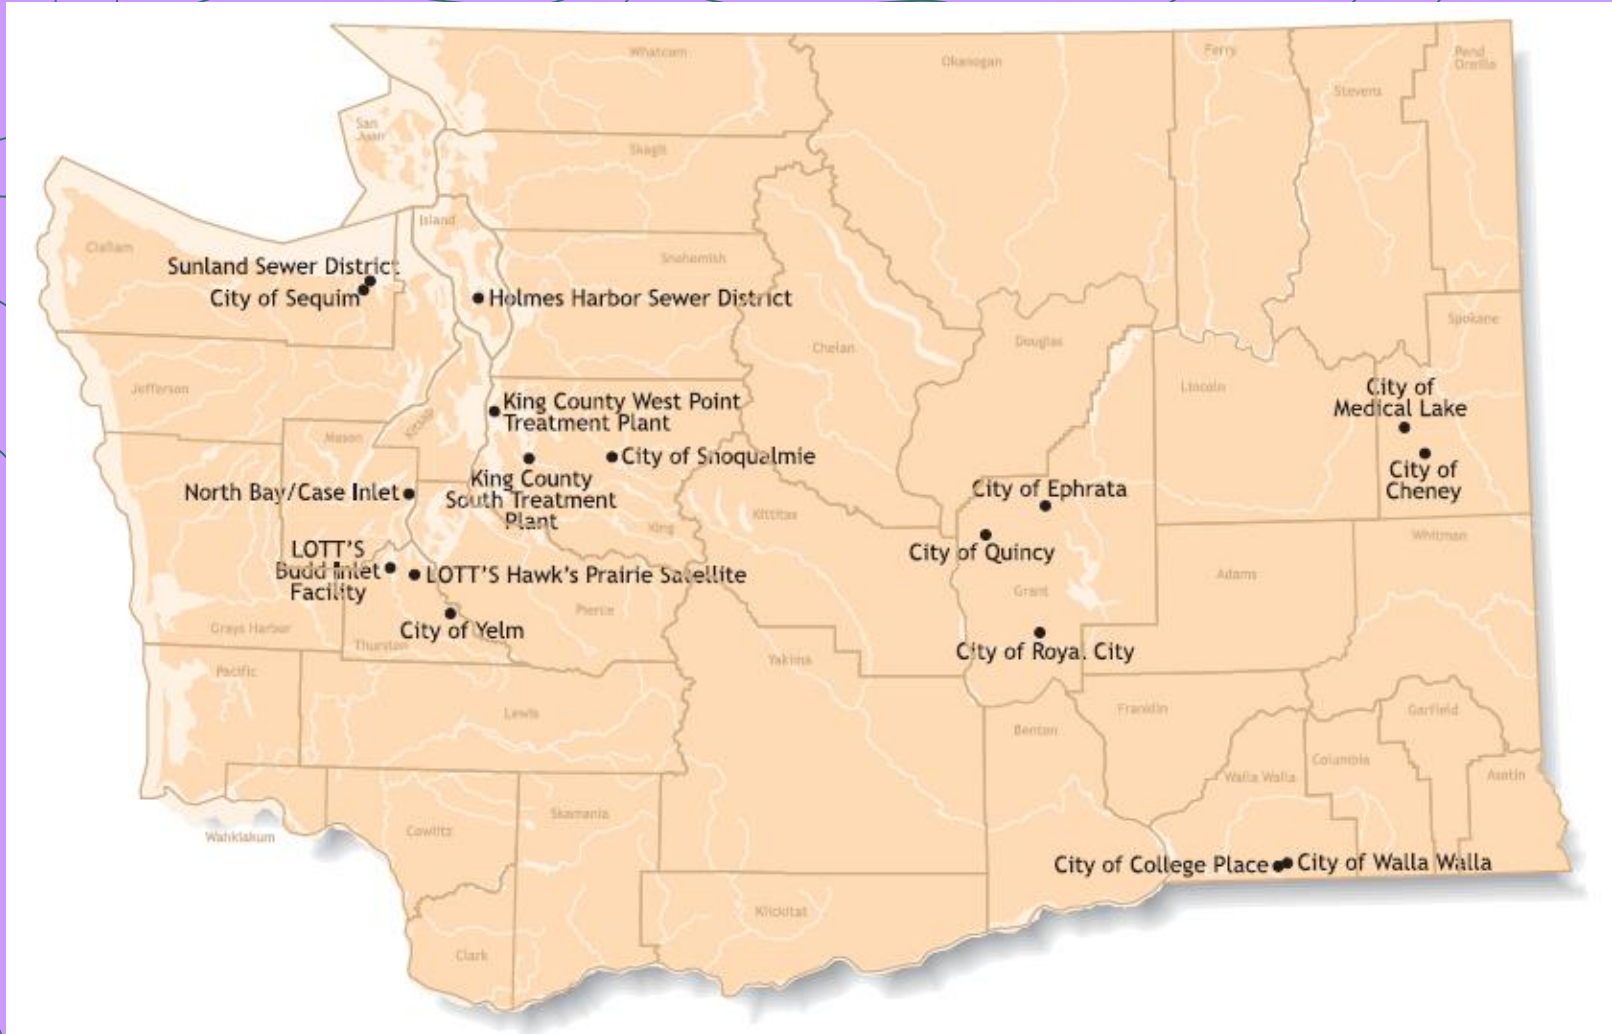 Whatcom
Okanogan
Ferry
Pend
Oreille
Stevens
San
Juan
Skagit
Island
Clallam
Snohomish
Sunland Sewer District
City of Sequim
Holmes Harbor Sewer District
Spokane
Chelan
Douglas
Jefferson
Lincoln
City of
Medical Lake
King County West Point
Treatment Plant
Kitsap
Mason
City of Snoqualmie
King County
South Treatment
Plant
North Bay/Case Inlet
City of
Cheney
City of Ephrata
Kittitas
King
Whitman
City of Quincy
LOTT'S
Budd Inlet
Facility
LOTT'S Hawk's Prairie Satellite
Adams
Grant
Pierce
Grays Harbor
City of Yelm
Thurston
City of Royal City
Yakima
Pacific
Lewis
Benton
Franklin
Garfield
Columbia
Walla Walla
Asotin
Skamania
Cowlitz
Wahkiakum
City of College Place
City of Walla Walla
Klickitat
Clark